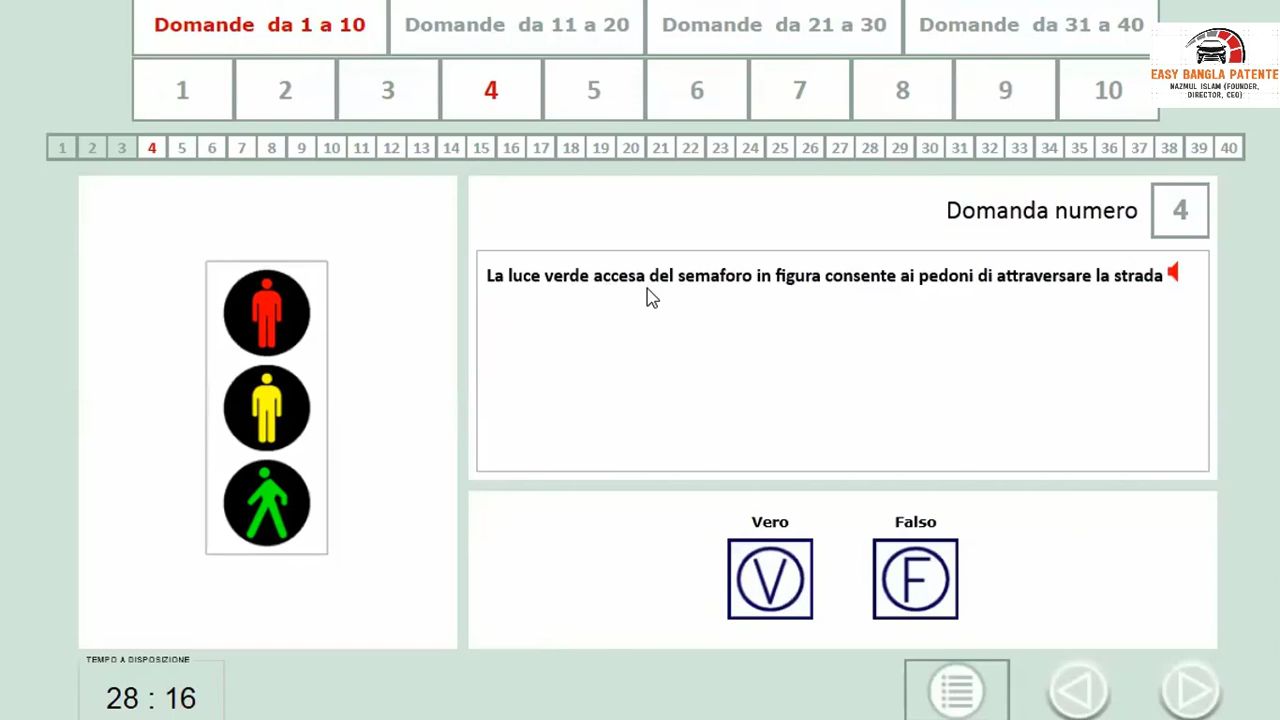 Domande da 1 a 10
Domande da 11 a 20
Domande da 21 a 30
Domande da 31 a 40
EASY BANGLA PATENTE
NAZMUL ISLAM (FOUNDER,
DIRECTOR, CEO)
1 2 3 4 5 6 7 8 9 10
1 2 3 4 5 6 7 8 9 10 11 12 13 14 15 16 17 18 19 20 21 22 23 24 25 26 27 28 29 30 31 32 33 34 35 36 37 38 39 40
Domanda numero 4
La luce verde accesa del semaforo in figura consente ai pedoni di attraversare la strada
Vero
Falso
V
F
TEMPO A DISPOSIZIONE
28 : 16